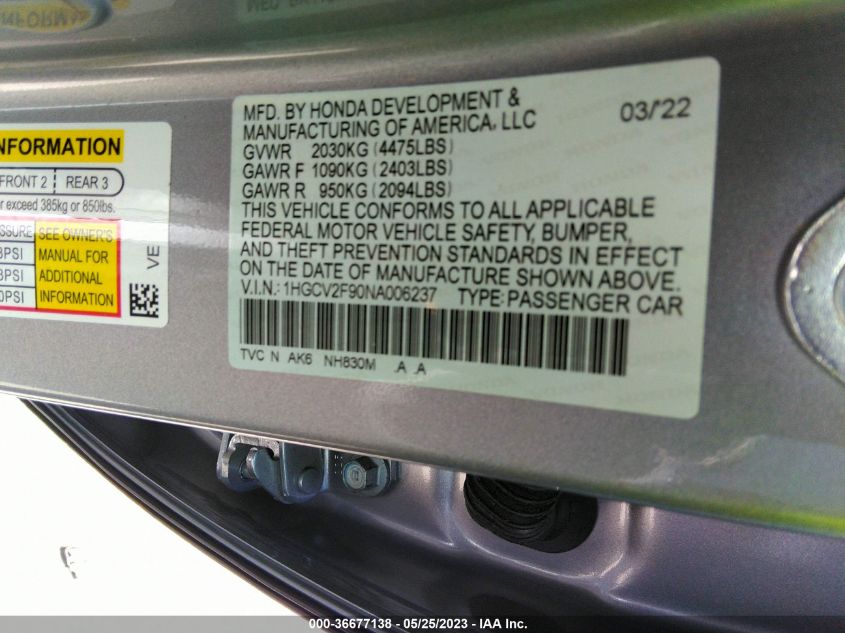 MFD. BY HONDA DEVELOPMENT &
MANUFACTURING OF AMERICA, LLC
03/'22
GVWR 2030KG (4475LBS)
GAWR F 1090KG (2403LBS)
GAWR R 950KG (2094LBS)
THIS VEHICLE CONFORMS TO ALL APPLICABLE
FEDERAL MOTOR VEHICLE SAFETY, BUMPER,
AND THEFT PREVENTION STANDARDS IN EFFECT
ON THE DATE OF MANUFACTURE SHOWN ABOVE.
V.I.N.: 1HGCV2F90NA006237 TYPE: PASSENGER CAR
TVC N AK6 NH830M .A .A
INFORMATION
FRONT 2 REAR 3
exceed 385kg or 850lbs.
SEE OWNER'S
MANUAL FOR
ADDITIONAL
INFORMATION
VE
000-36677138 - 05/25/2023 - IAA Inc.